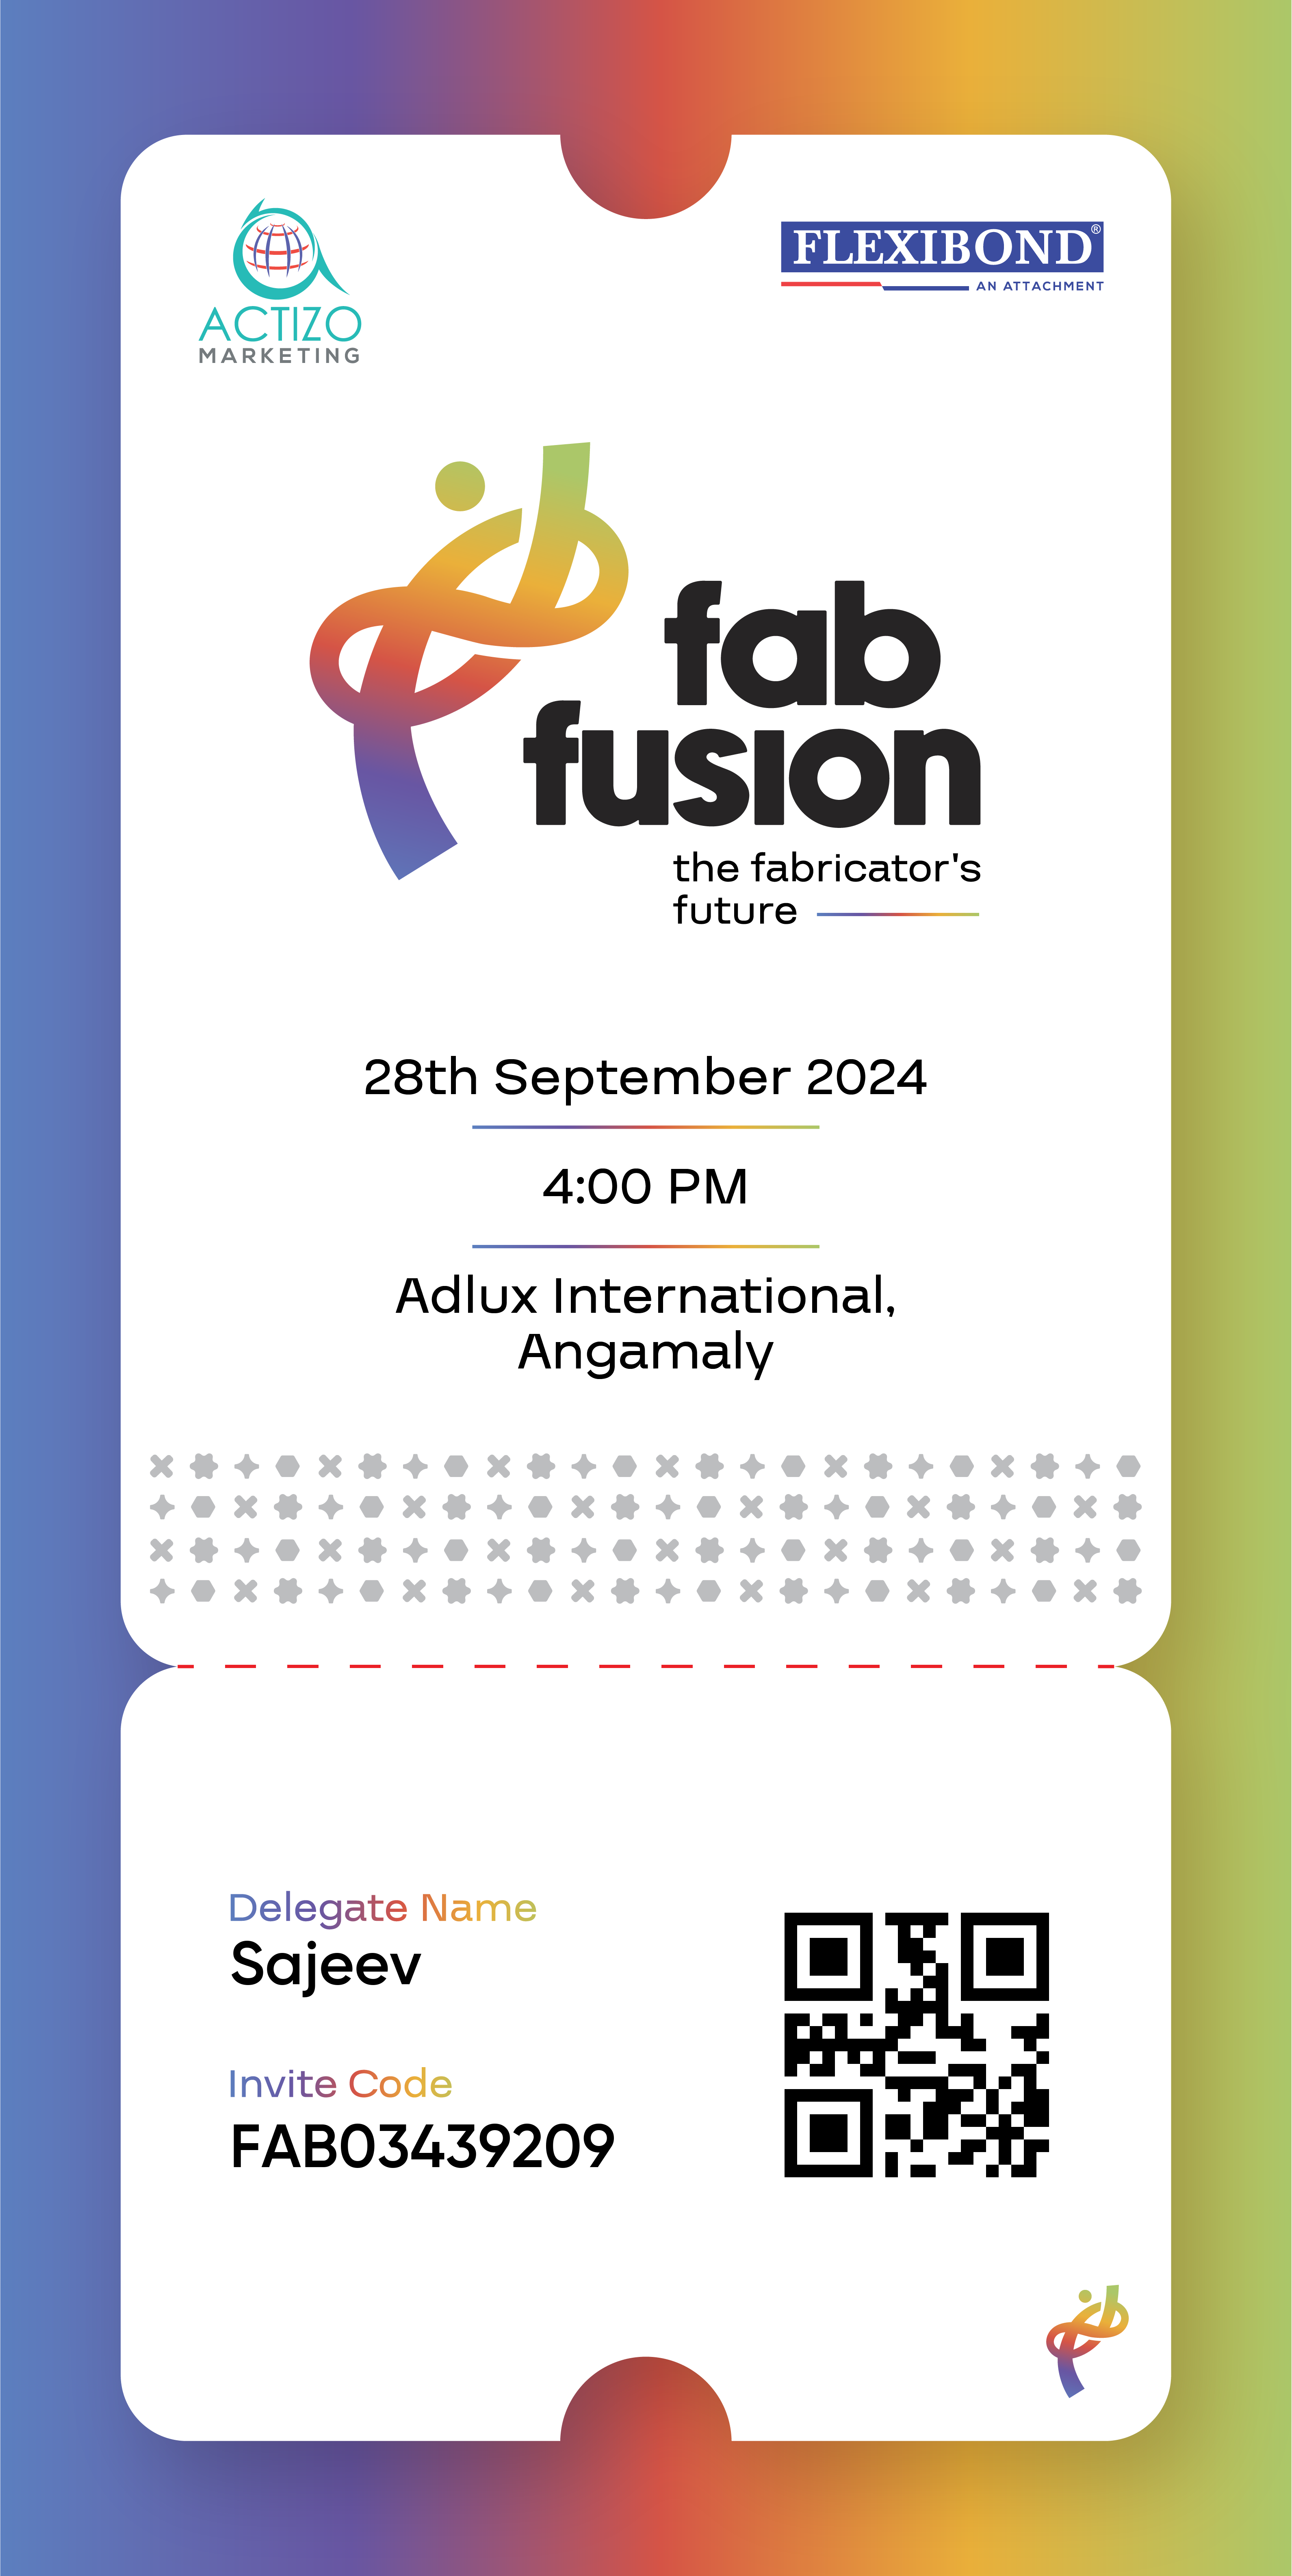 ACTIZO
MARKETING
FLEXIBOND®
AN ATTACHMENT
fab
fusion
the fabricator's
future
28th September 2024
4:00 PM
Adlux International,
Angamaly
Delegate Name
Sajeev
Invite Code
FAB03439209